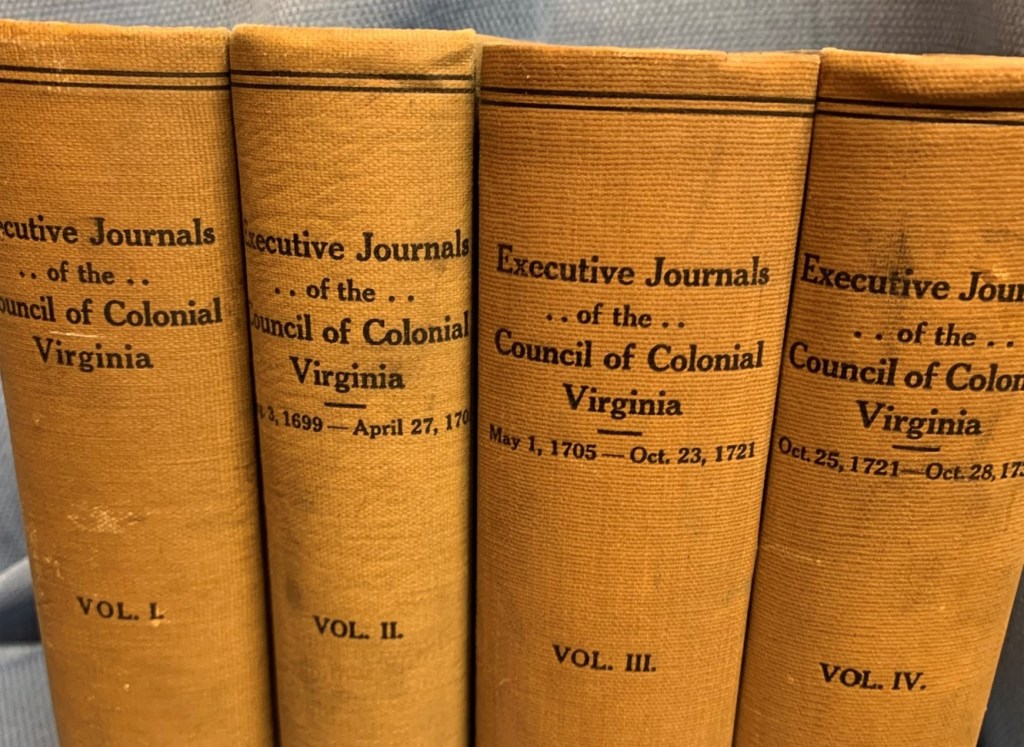 ecutive Journals
.. of the ..
ouncil of Colonial
Virginia
VOL. I.
Executive Journals
.. of the ..
Council of Colonial
Virginia
3, 1699 — April 27, 170
VOL. II.
Executive Journals
.. of the ..
Council of Colonial
Virginia
May 1, 1705 — Oct. 23, 1721
VOL. III.
Executive Jour
.. of the ..
Council of Colon
Virginia
Oct. 25, 1721 — Oct. 28, 17
VOL. IV.